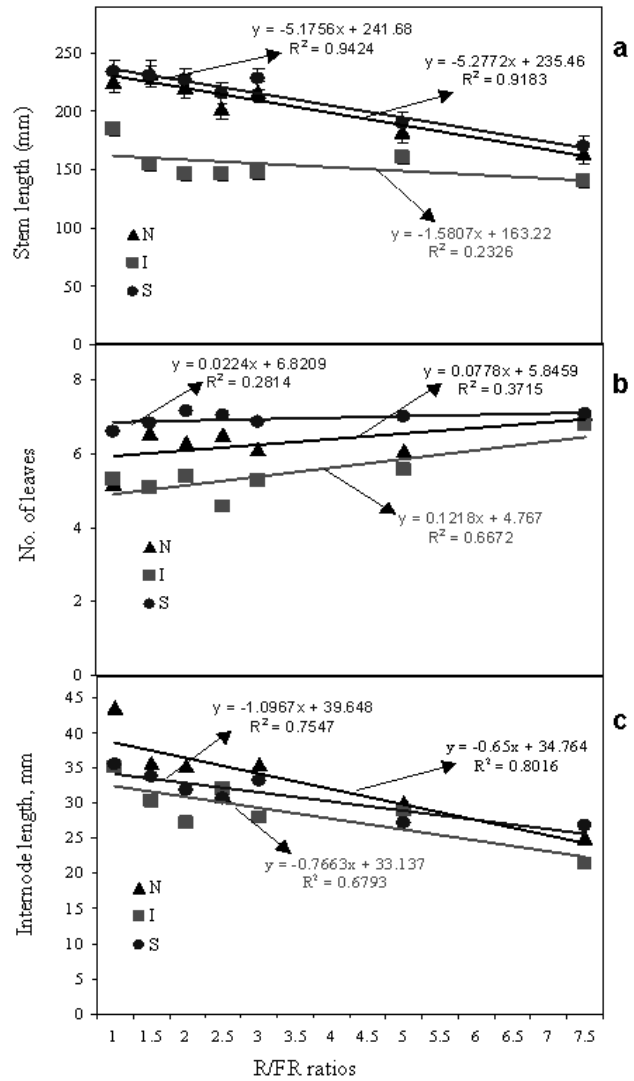 y = -5.1756x + 241.68
R² = 0.9424
y = -5.2772x + 235.46
R² = 0.9183
a
250
200
150
100
50
0
Stem length (mm)
y = -1.5807x + 163.22
R² = 0.2326
N
I
S
y = 0.0224x + 6.8209
R² = 0.2814
y = 0.0778x + 5.8459
R² = 0.3715
b
8
6
4
2
0
No. of leaves
y = 0.1218x + 4.767
R² = 0.6672
N
I
S
y = -1.0967x + 39.648
R² = 0.7547
y = -0.65x + 34.764
R² = 0.8016
c
45
40
35
30
25
20
15
10
5
0
Internode length, mm
y = -0.7663x + 33.137
R² = 0.6793
N
I
S
1 1.5 2 2.5 3 3.5 4 4.5 5 5.5 6 6.5 7 7.5
R/FR ratios